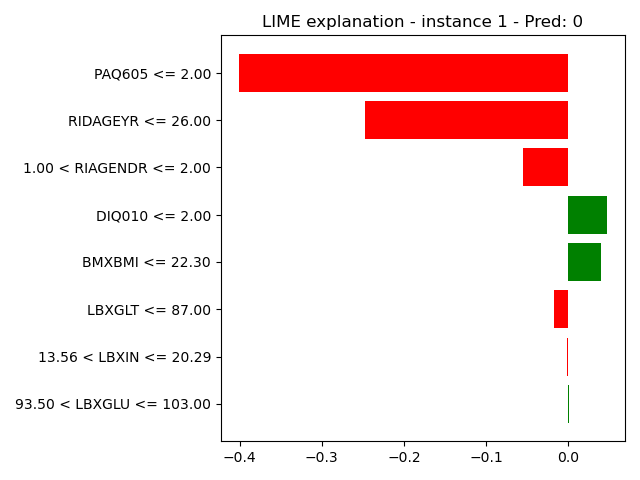 LIME explanation - instance 1 - Pred: 0
PAQ605 <= 2.00
RIDAGEYR <= 26.00
1.00 < RIAGENDR <= 2.00
DIQ010 <= 2.00
BMXBMI <= 22.30
LBXGLT <= 87.00
13.56 < LBXIN <= 20.29
93.50 < LBXGLU <= 103.00
−0.4 −0.3 −0.2 −0.1 0.0